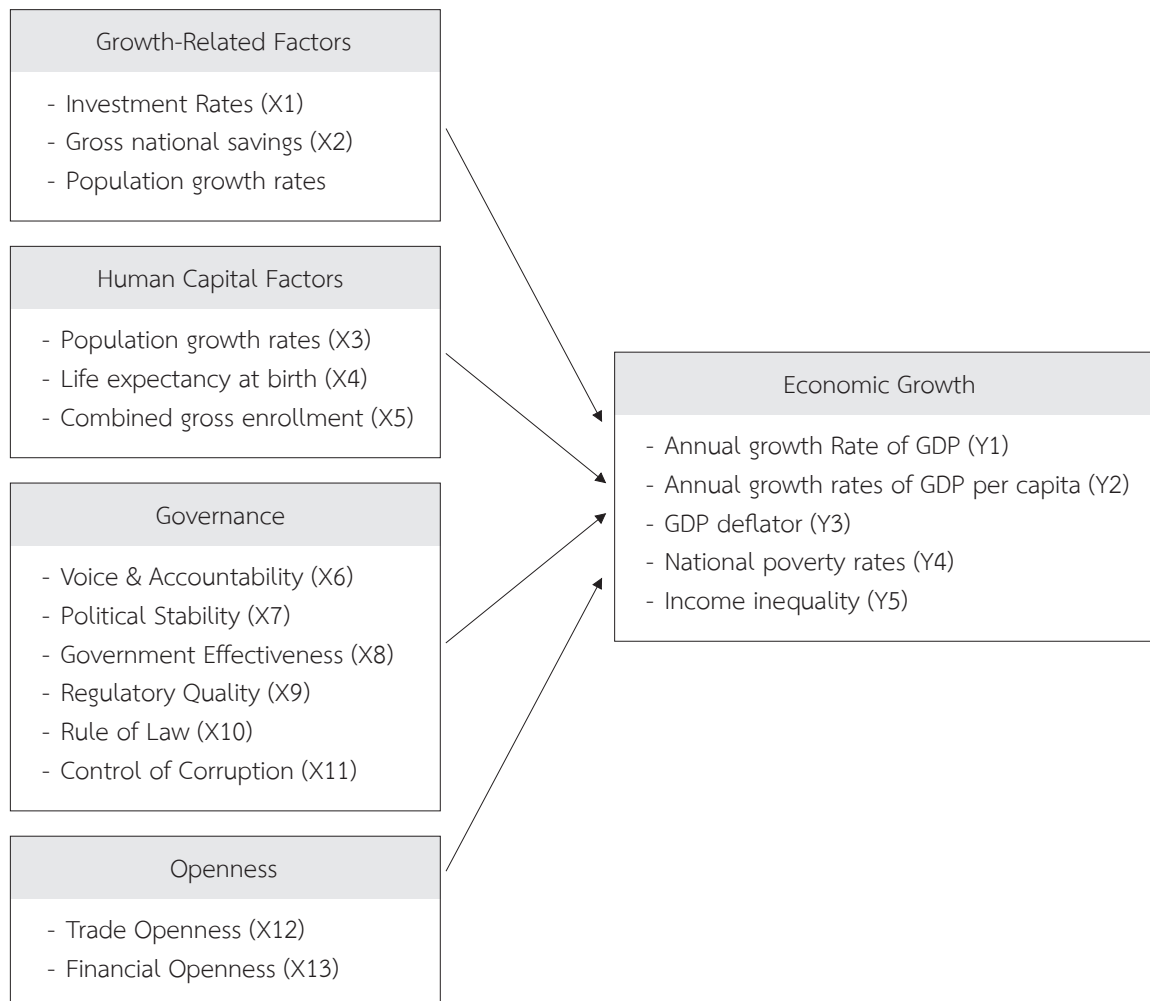 Growth-Related Factors
- Investment Rates (X1)
- Gross national savings (X2)
- Population growth rates
Human Capital Factors
- Population growth rates (X3)
- Life expectancy at birth (X4)
- Combined gross enrollment (X5)
Governance
- Voice & Accountability (X6)
- Political Stability (X7)
- Government Effectiveness (X8)
- Regulatory Quality (X9)
- Rule of Law (X10)
- Control of Corruption (X11)
Openness
- Trade Openness (X12)
- Financial Openness (X13)
Economic Growth
- Annual growth Rate of GDP (Y1)
- Annual growth rates of GDP per capita (Y2)
- GDP deflator (Y3)
- National poverty rates (Y4)
- Income inequality (Y5)